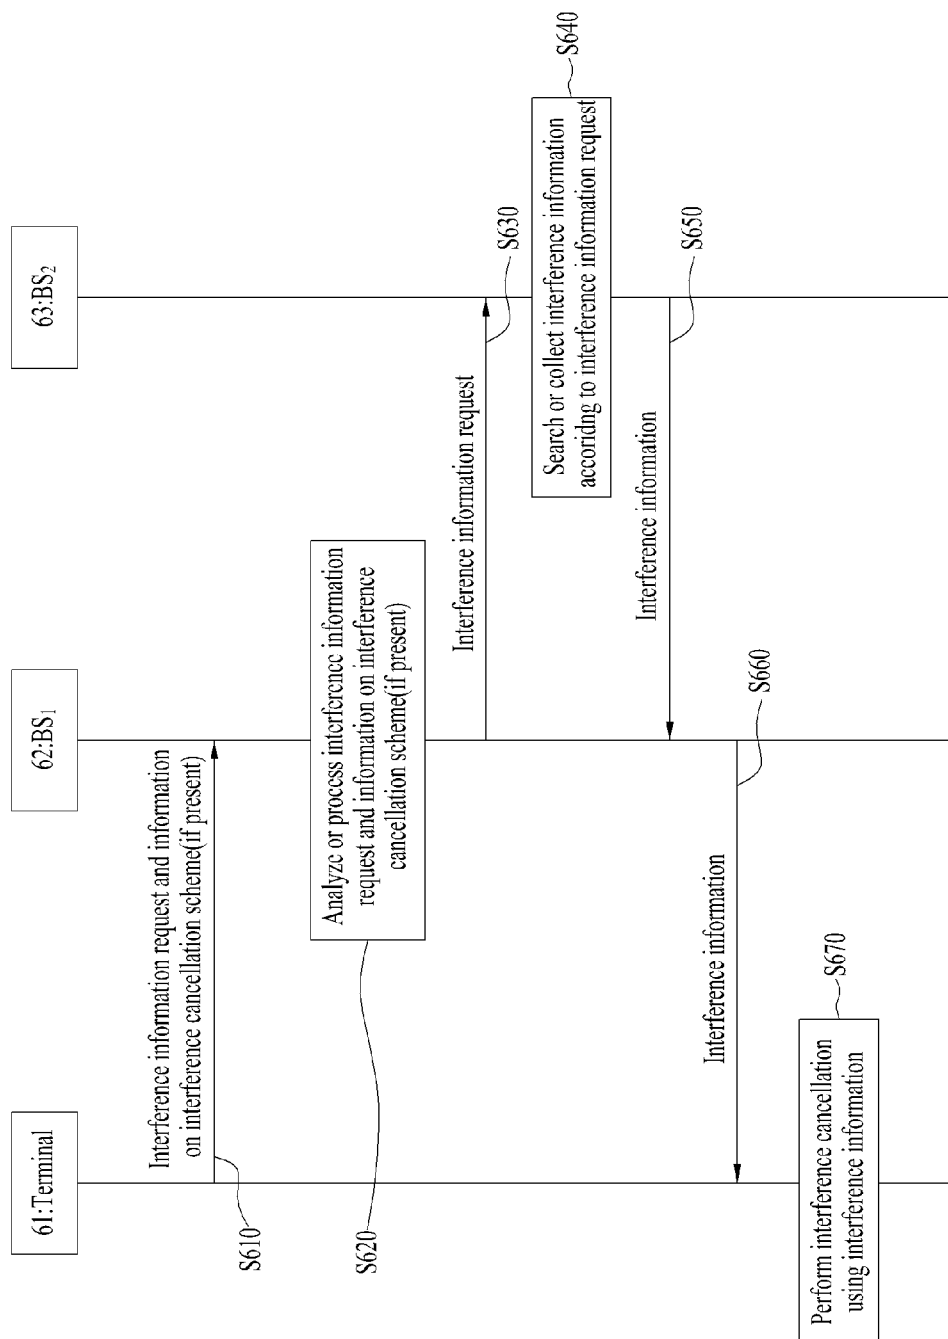 61:Terminal
62:BS₁
63:BS₂
Interference information request and information
on interference cancellation scheme(if present)
S610
Analyze or process interference information
request and information on interference
cancellation scheme(if present)
S620
Interference information request
S630
Search or collect interference information
accoridng to interference information request
S640
Interference information
S650
Interference information
S660
Perform interference cancellation
using interference information
S670